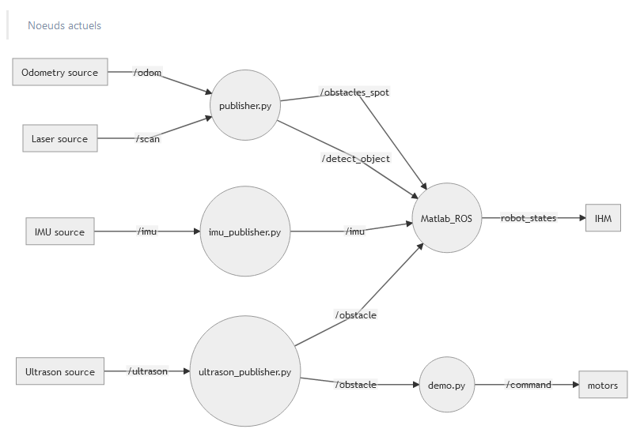 Noeuds actuels
Odometry source
/odom
publisher.py
/obstacles_spot
Laser source
/scan
/detect_object
IMU source
/imu
imu_publisher.py
/imu
Matlab_ROS
robot_states
IHM
/obstacle
Ultrason source
/ultrason
ultrason_publisher.py
/obstacle
demo.py
/command
motors